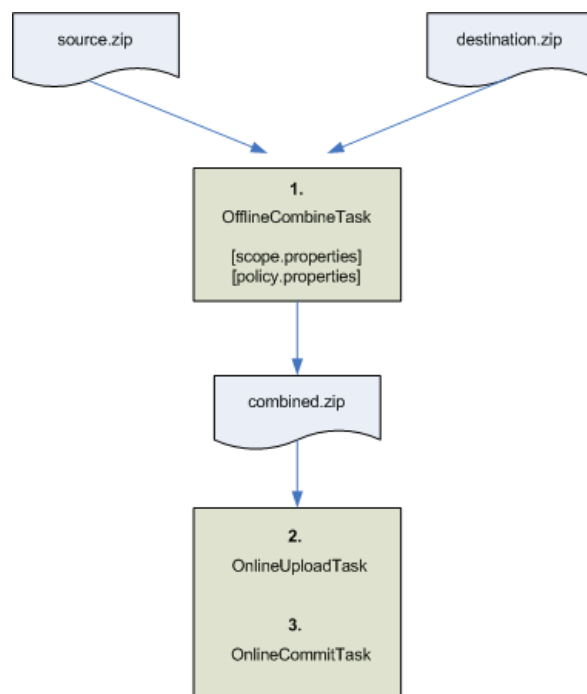 source.zip
destination.zip
1.
OfflineCombineTask
[scope.properties]
[policy.properties]
combined.zip
2.
OnlineUploadTask
3.
OnlineCommitTask